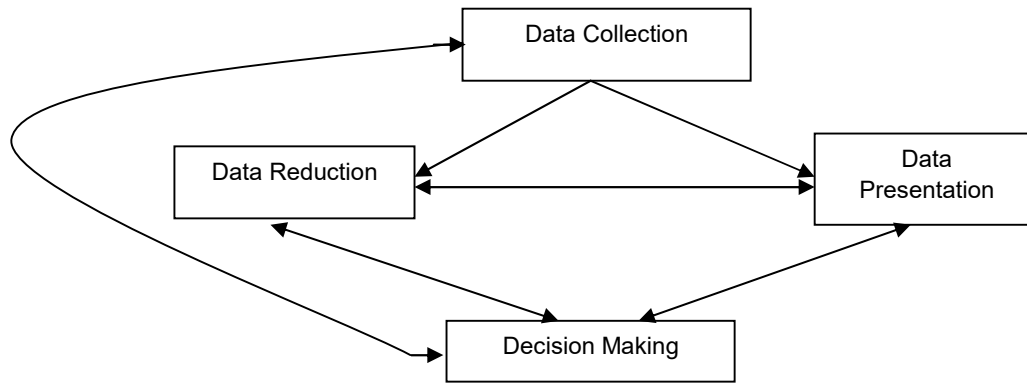 Data Collection
Data Reduction
Data
Presentation
Decision Making